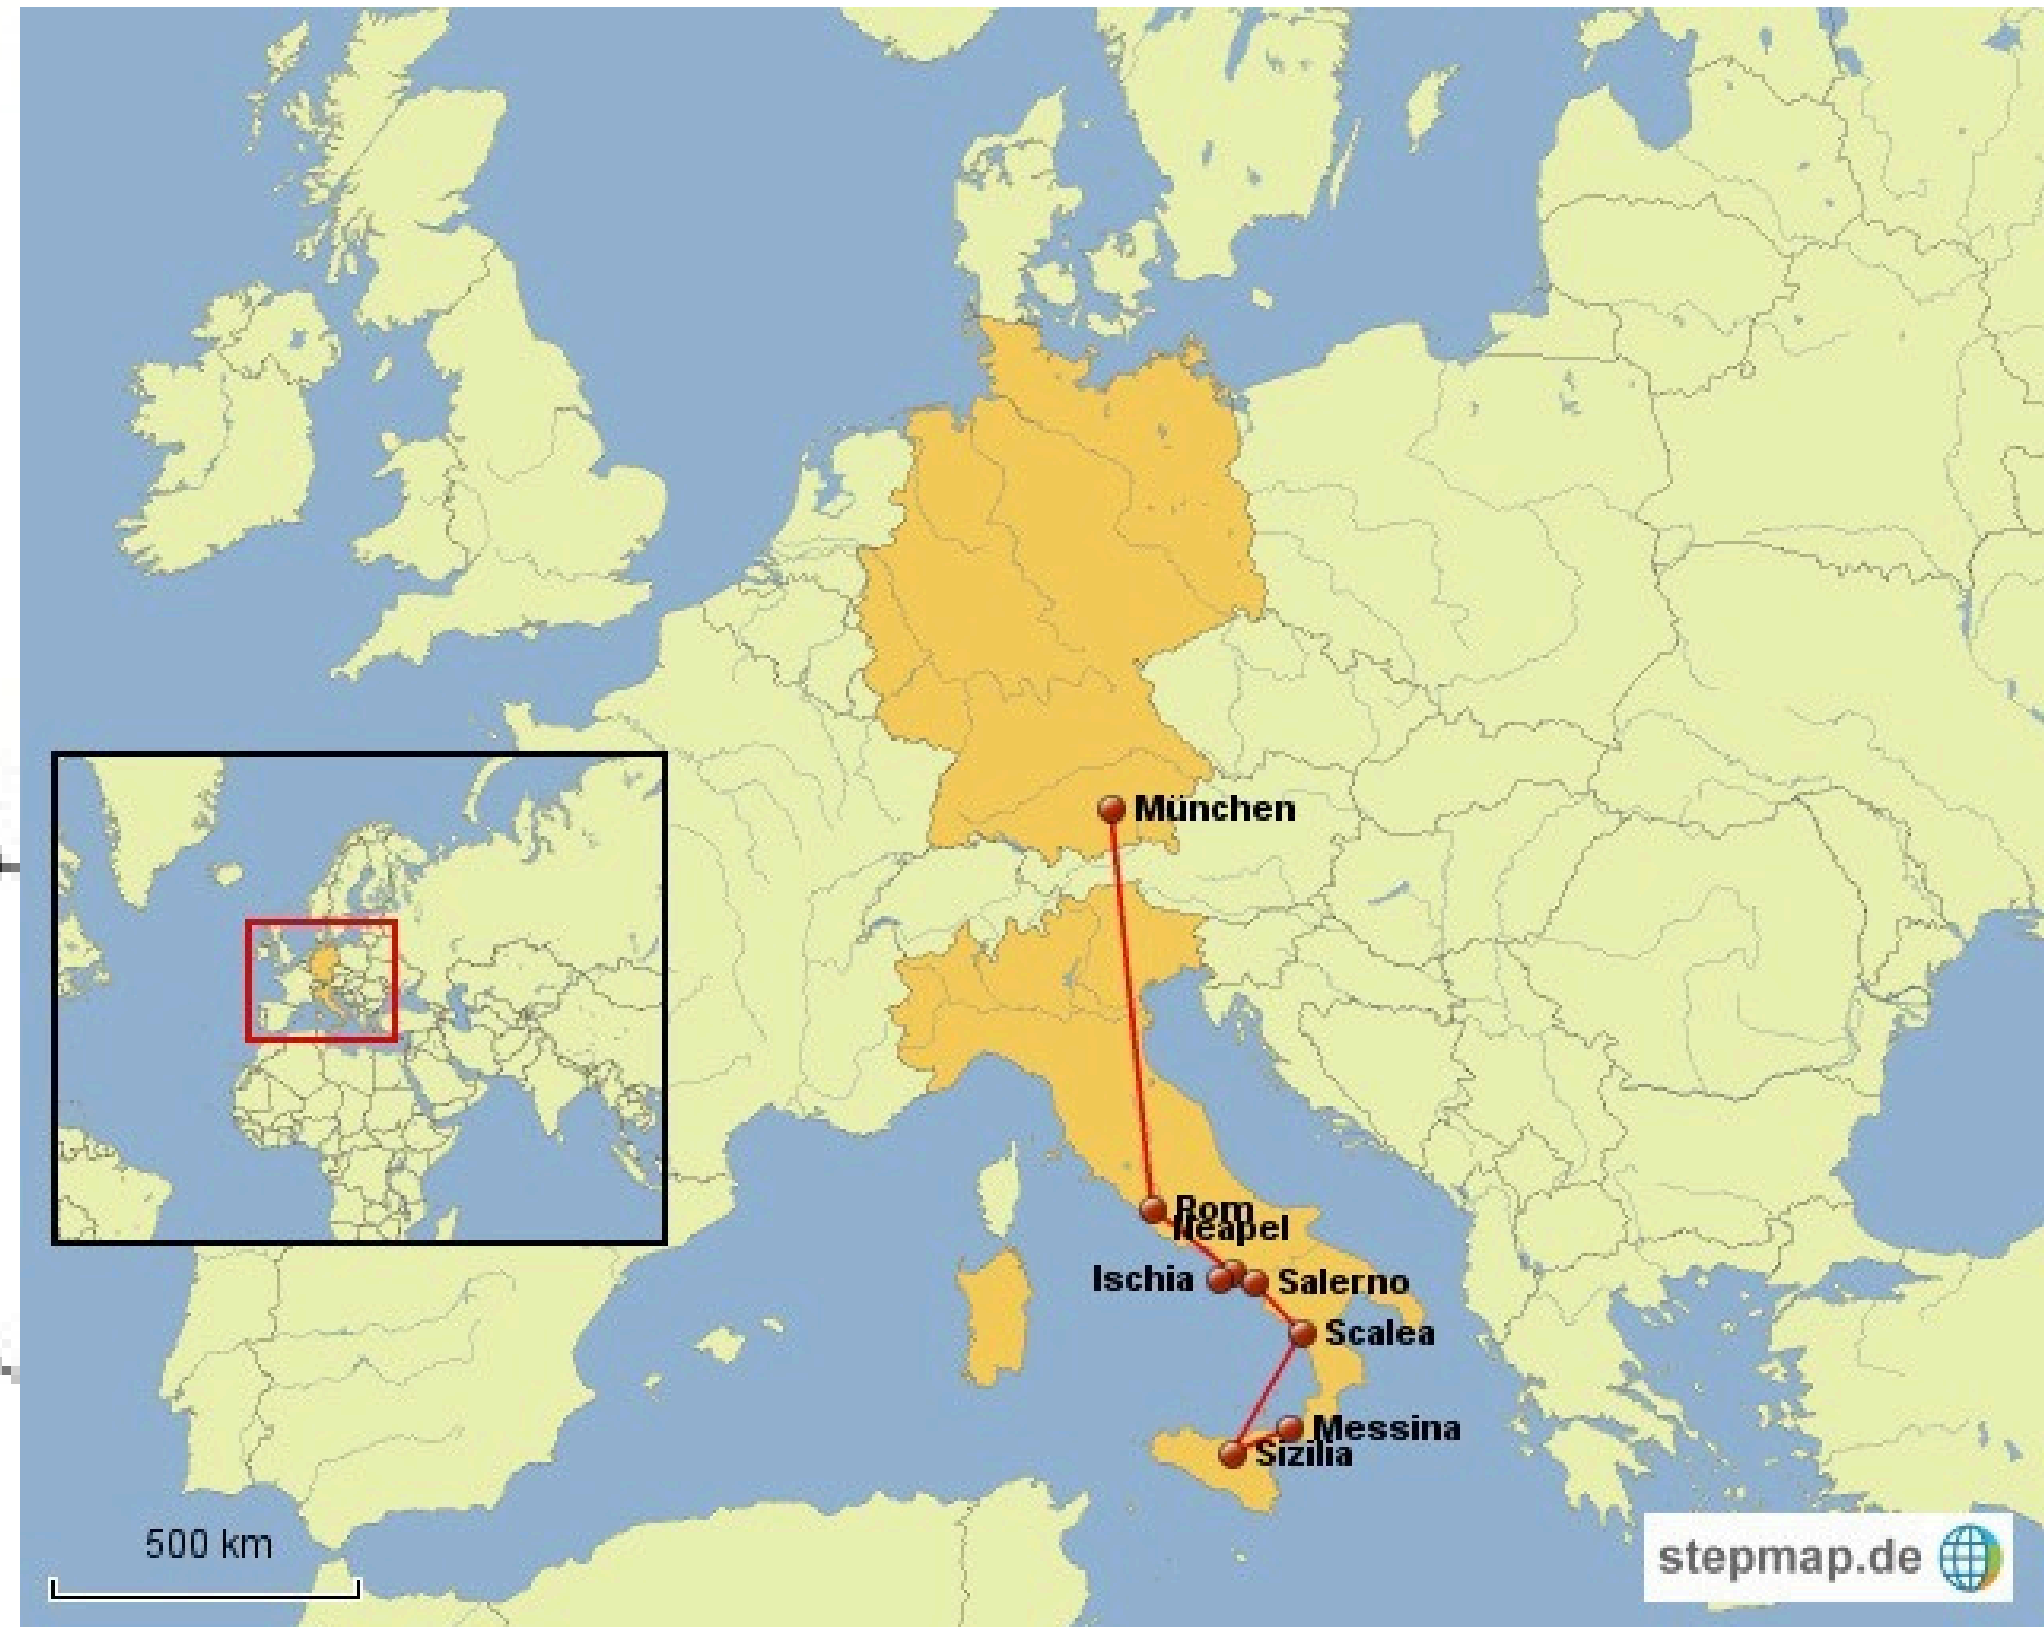 München
Rom
Neapel
Ischia
Salerno
Scalea
Messina
Sizilia
500 km
stepmap.de